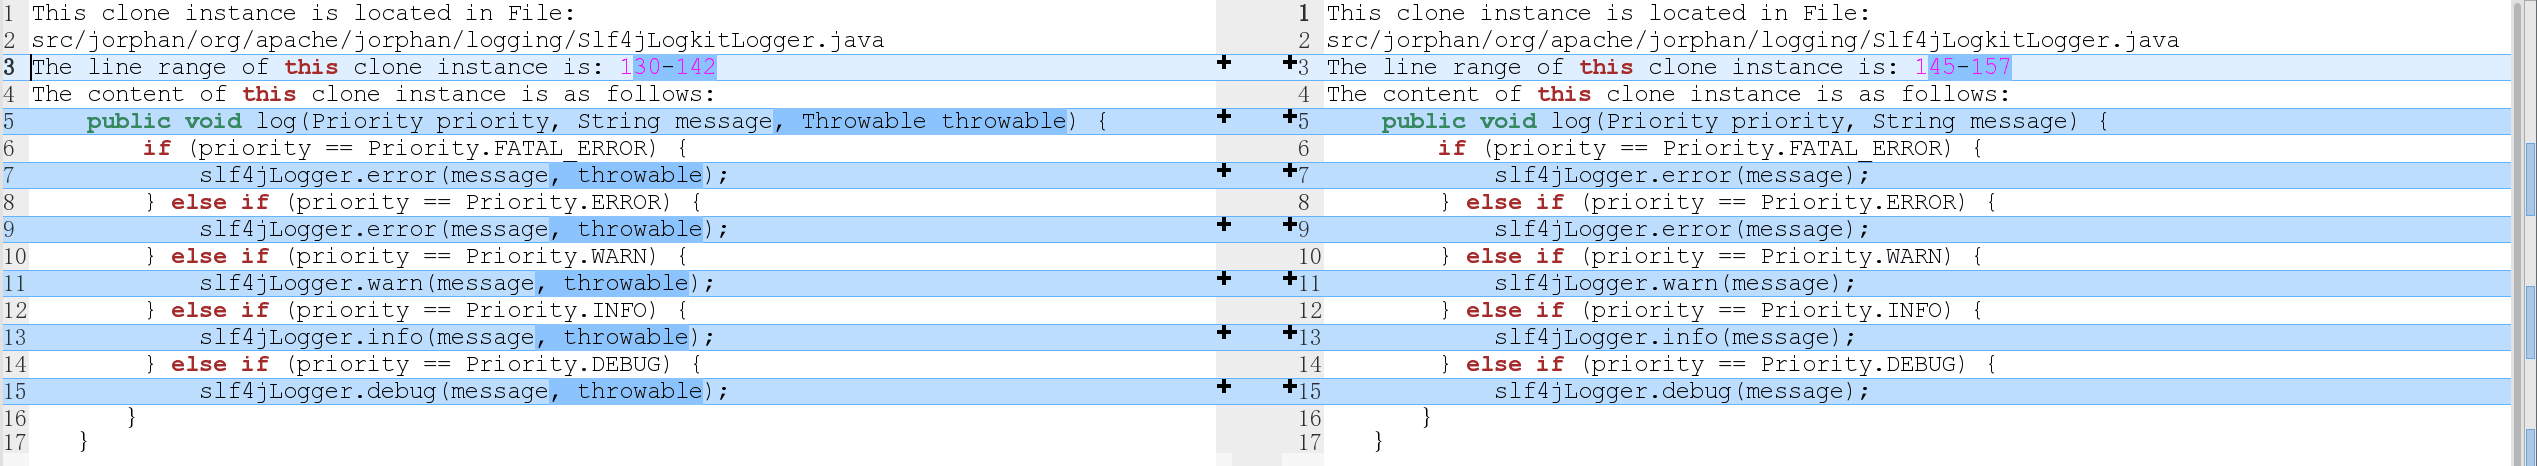 1 This clone instance is located in File:
2 src/jorphan/org/apache/jorphan/logging/Slf4jLogkitLogger.java
3 The line range of this clone instance is: 130-142
4 The content of this clone instance is as follows:
5 public void log(Priority priority, String message, Throwable throwable) {
6 if (priority == Priority.FATAL_ERROR) {
7 slf4jLogger.error(message, throwable);
8 } else if (priority == Priority.ERROR) {
9 slf4jLogger.error(message, throwable);
10 } else if (priority == Priority.WARN) {
11 slf4jLogger.warn(message, throwable);
12 } else if (priority == Priority.INFO) {
13 slf4jLogger.info(message, throwable);
14 } else if (priority == Priority.DEBUG) {
15 slf4jLogger.debug(message, throwable);
16 }
17 }
1 This clone instance is located in File:
2 src/jorphan/org/apache/jorphan/logging/Slf4jLogkitLogger.java
3 The line range of this clone instance is: 145-157
4 The content of this clone instance is as follows:
5 public void log(Priority priority, String message) {
6 if (priority == Priority.FATAL_ERROR) {
7 slf4jLogger.error(message);
8 } else if (priority == Priority.ERROR) {
9 slf4jLogger.error(message);
10 } else if (priority == Priority.WARN) {
11 slf4jLogger.warn(message);
12 } else if (priority == Priority.INFO) {
13 slf4jLogger.info(message);
14 } else if (priority == Priority.DEBUG) {
15 slf4jLogger.debug(message);
16 }
17 }